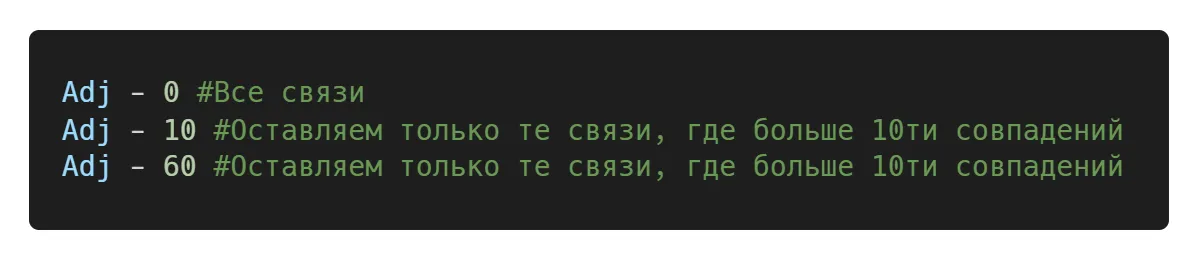 Adj - 0 #Все связи
Adj - 10 #Оставляем только те связи, где больше 10ти совпадений
Adj - 60 #Оставляем только те связи, где больше 10ти совпадений